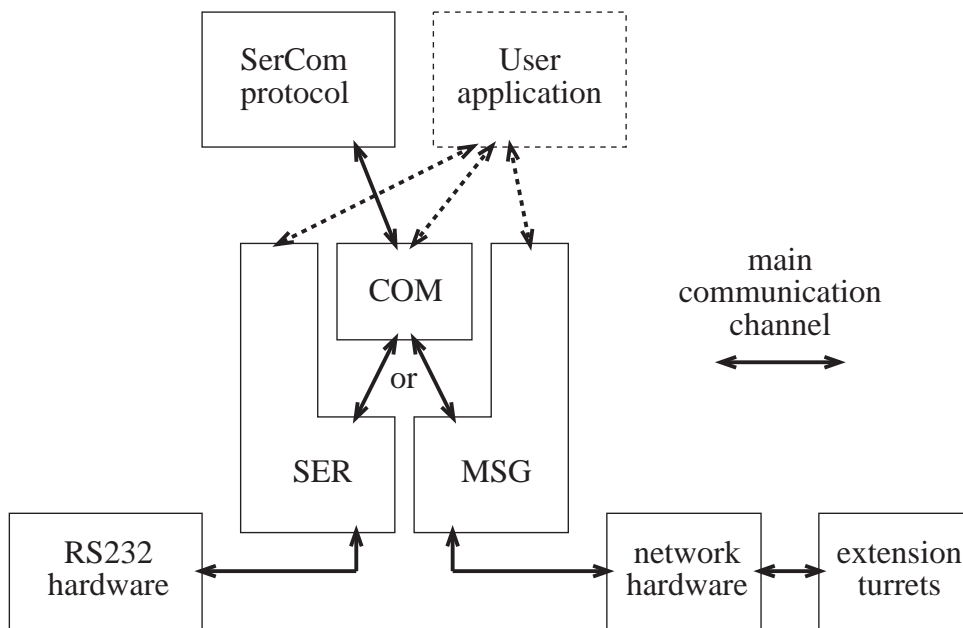 SerCom
protocol
User
application
COM
main
communication
channel
or
SER
MSG
RS232
hardware
network
hardware
extension
turrets